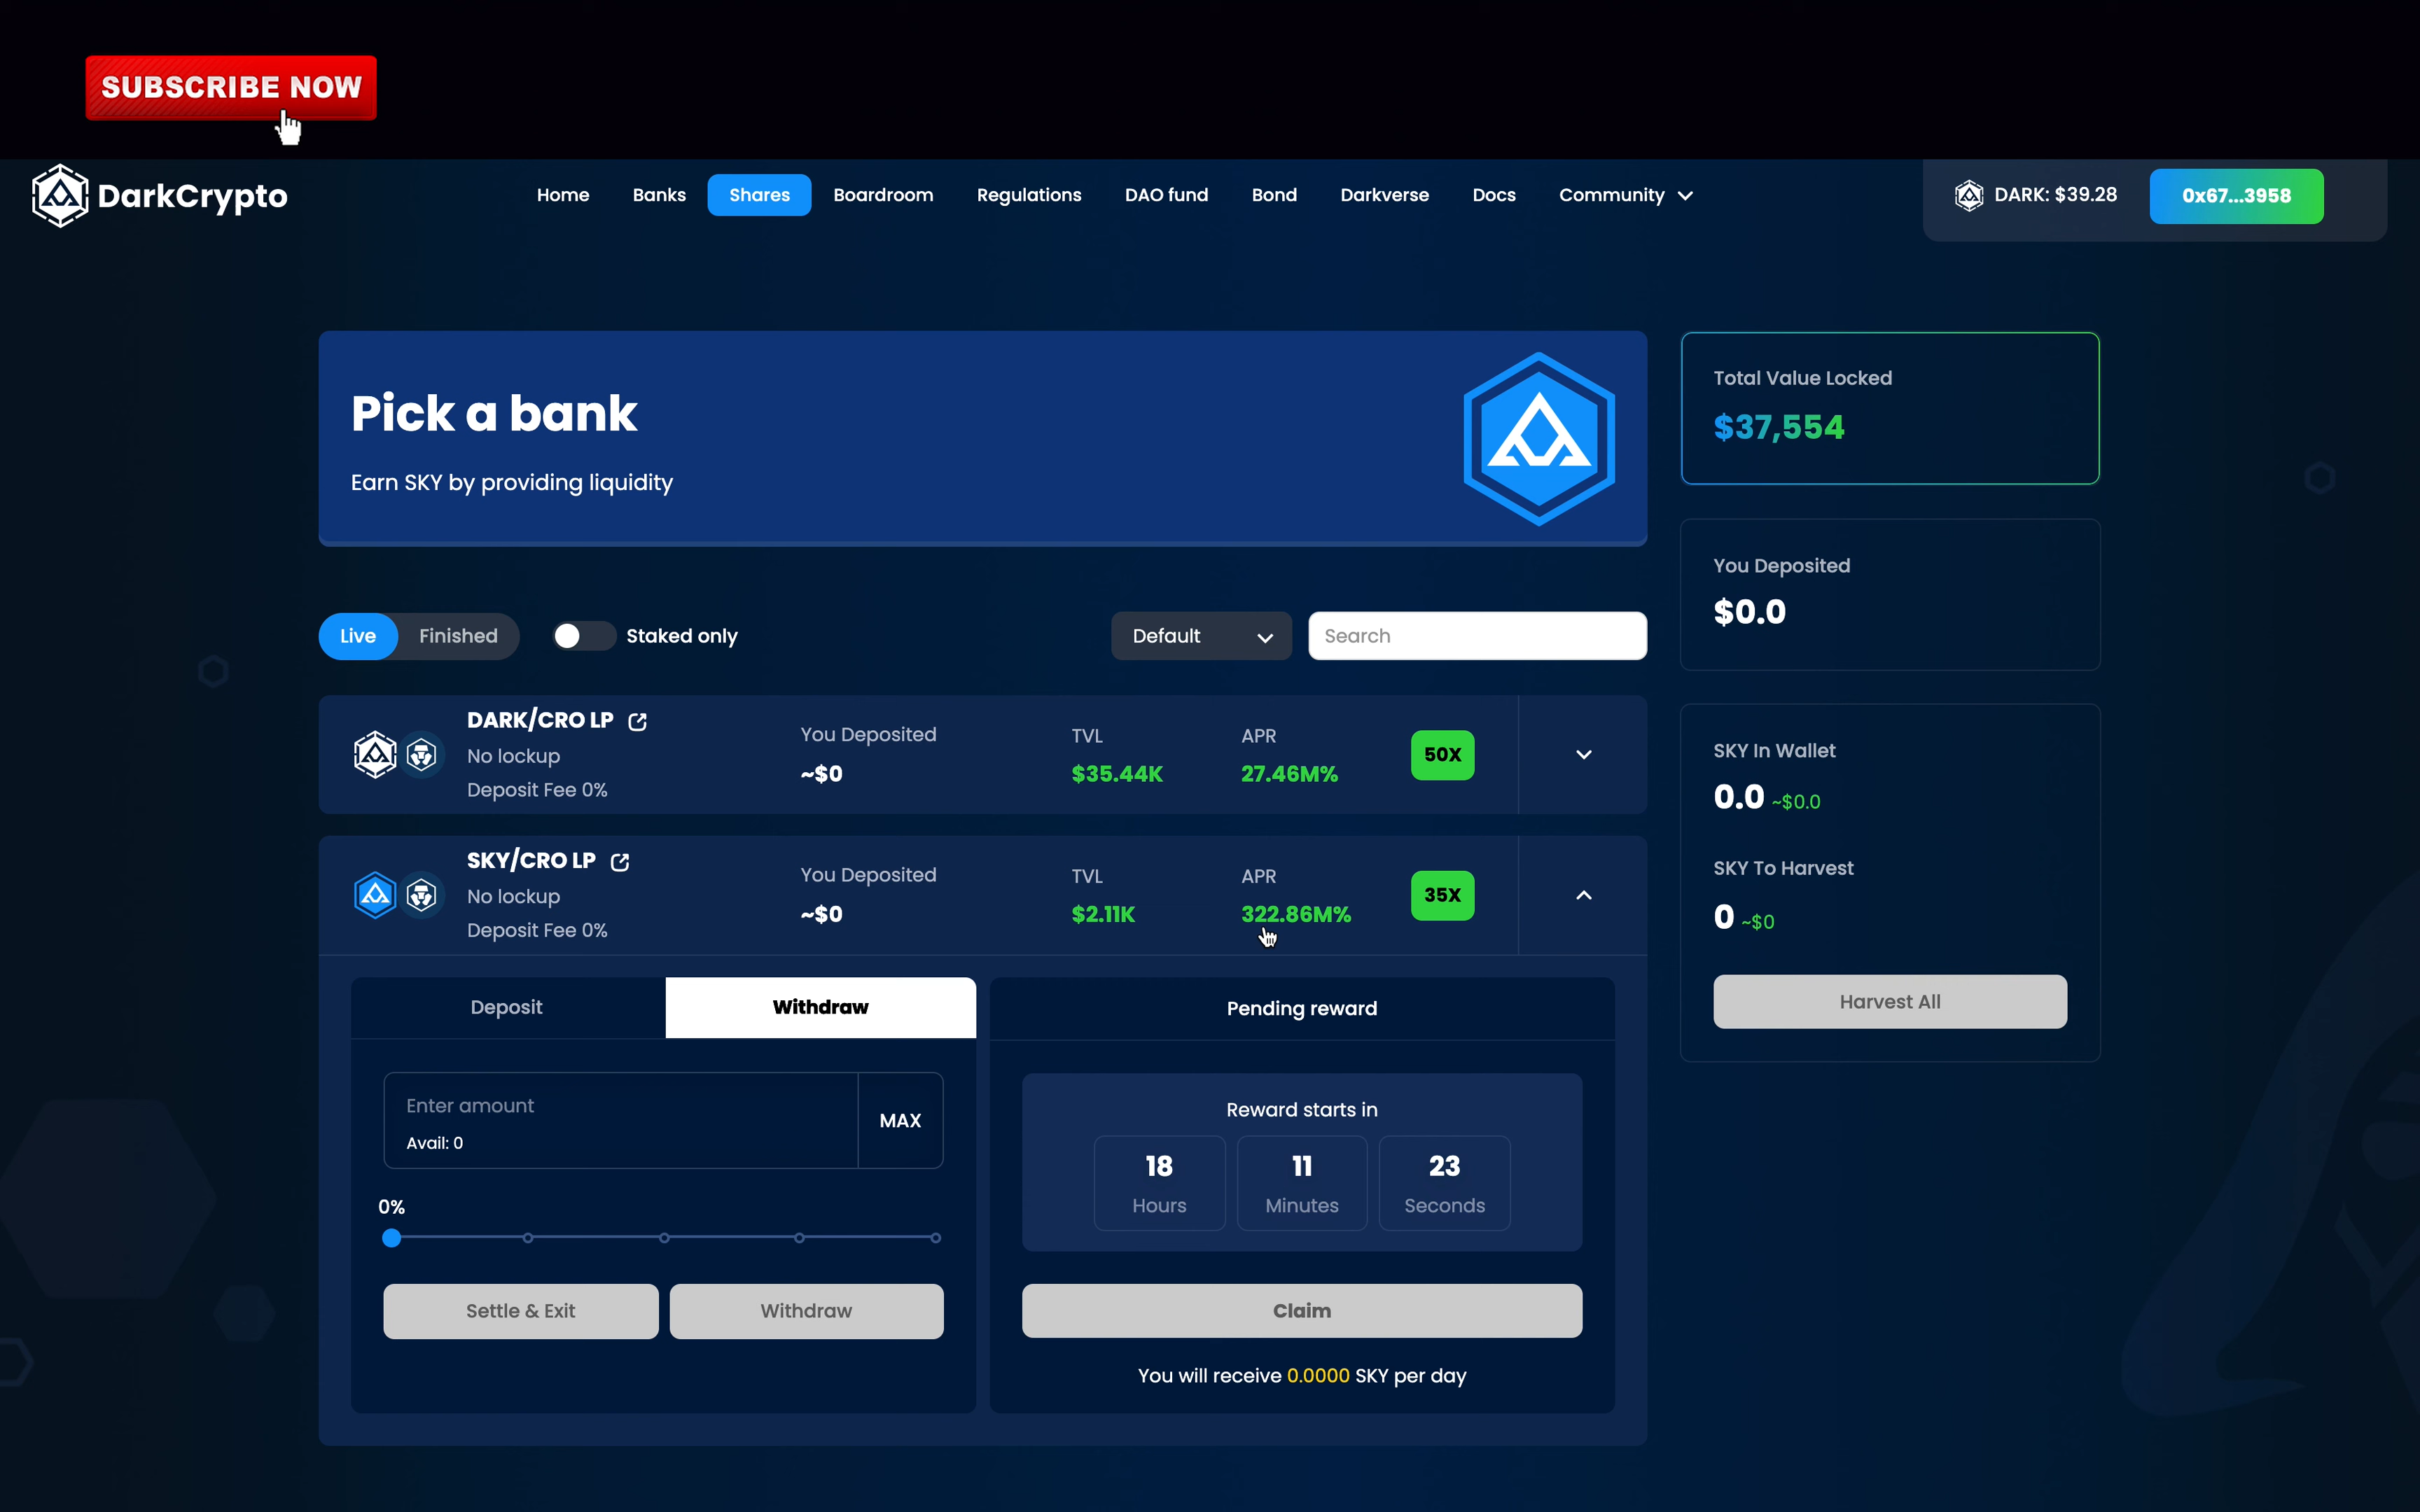 SUBSCRIBE NOW
DarkCrypto
Home Banks Shares Boardroom Regulations DAO fund Bond Darkverse Docs Community
DARK: $39.28
0x67...3958
Pick a bank
Earn SKY by providing liquidity
Total Value Locked
$37,554
You Deposited
$0.0
Live Finished Staked only
Default
Search
DARK/CRO LP
No lockup
Deposit Fee 0%
You Deposited
~$0
TVL
$35.44K
APR
27.46M%
50X
SKY/CRO LP
No lockup
Deposit Fee 0%
You Deposited
~$0
TVL
$2.11K
APR
322.86M%
35X
SKY In Wallet
0.0 ~$0.0
SKY To Harvest
0 ~$0
Harvest All
Deposit Withdraw
Enter amount
Avail: 0
MAX
0%
Settle & Exit Withdraw
Pending reward
Reward starts in
18 11 23
Hours Minutes Seconds
Claim
You will receive 0.0000 SKY per day